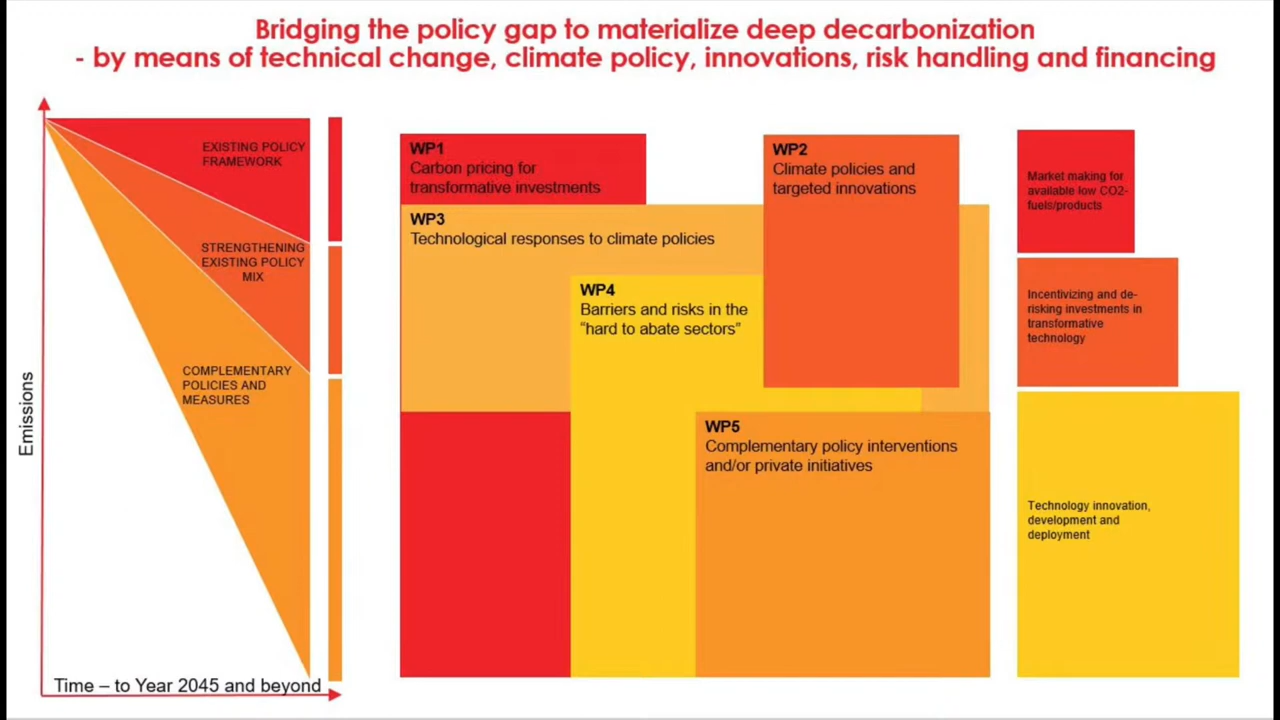 Bridging the policy gap to materialize deep decarbonization
- by means of technical change, climate policy, innovations, risk handling and financing
EXISTING POLICY
FRAMEWORK
STRENGTHENING
EXISTING POLICY
MIX
COMPLEMENTARY
POLICIES AND
MEASURES
Emissions
Time – to Year 2045 and beyond
WP1
Carbon pricing for
transformative investments
WP2
Climate policies and
targeted innovations
WP3
Technological responses to climate policies
WP4
Barriers and risks in the
“hard to abate sectors”
WP5
Complementary policy interventions
and/or private initiatives
Market making for
available low CO2-
fuels/products
Incentivizing and de-
risking investments in
transformative
technology
Technology innovation,
development and
deployment